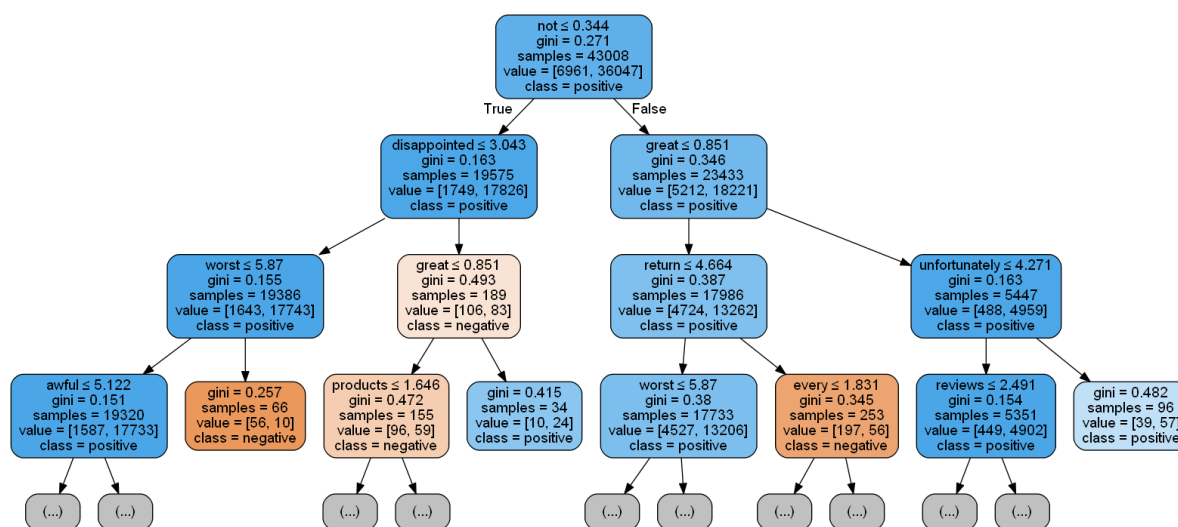 not ≤ 0.344
gini = 0.271
samples = 43008
value = [6961, 36047]
class = positive
True
False
disappointed ≤ 3.043
gini = 0.163
samples = 19575
value = [1749, 17826]
class = positive
great ≤ 0.851
gini = 0.346
samples = 23433
value = [5212, 18221]
class = positive
worst ≤ 5.87
gini = 0.155
samples = 19386
value = [1643, 17743]
class = positive
great ≤ 0.851
gini = 0.493
samples = 189
value = [106, 83]
class = negative
return ≤ 4.664
gini = 0.387
samples = 17986
value = [4724, 13262]
class = positive
unfortunately ≤ 4.271
gini = 0.163
samples = 5447
value = [488, 4959]
class = positive
awful ≤ 5.122
gini = 0.151
samples = 19320
value = [1587, 17733]
class = positive
gini = 0.257
samples = 66
value = [56, 10]
class = negative
products ≤ 1.646
gini = 0.472
samples = 155
value = [96, 59]
class = negative
gini = 0.415
samples = 34
value = [10, 24]
class = positive
worst ≤ 5.87
gini = 0.38
samples = 17733
value = [4527, 13206]
class = positive
every ≤ 1.831
gini = 0.345
samples = 253
value = [197, 56]
class = negative
reviews ≤ 2.491
gini = 0.154
samples = 5351
value = [449, 4902]
class = positive
gini = 0.482
samples = 96
value = [39, 57]
class = positive
(...)
(...)
(...)
(...)
(...)
(...)
(...)
(...)
(...)
(...)